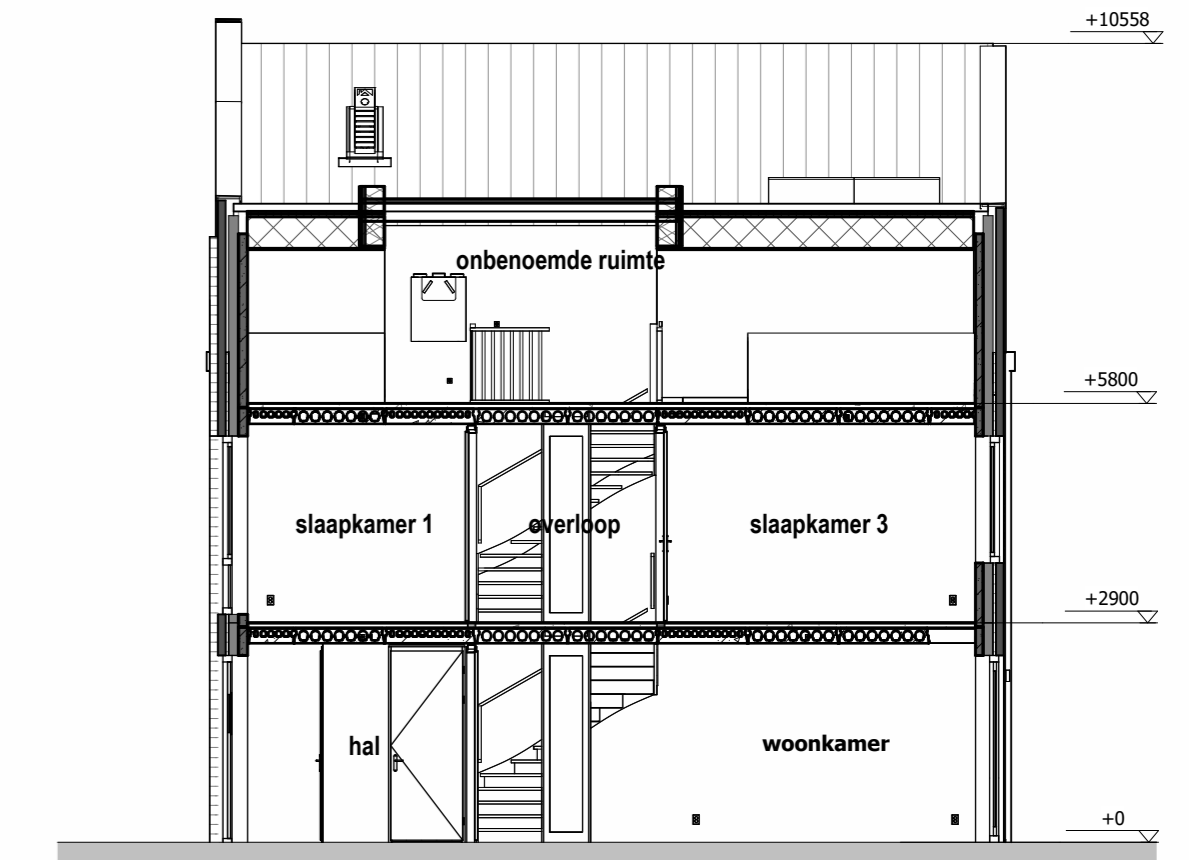 +10558
onbenoemde ruimte
+5800
slaapkamer 1
overloop
slaapkamer 3
+2900
hal
woonkamer
+0